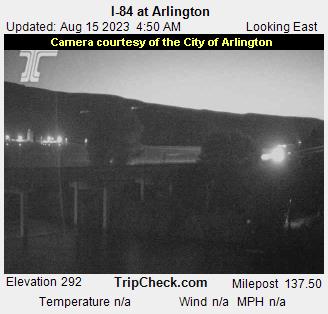 I-84 at Arlington
Updated: Aug 15 2023 4:50 AM Looking East
Camera courtesy of the City of Arlington
Elevation 292 TripCheck.com Milepost 137.50
Temperature n/a Wind n/a MPH n/a